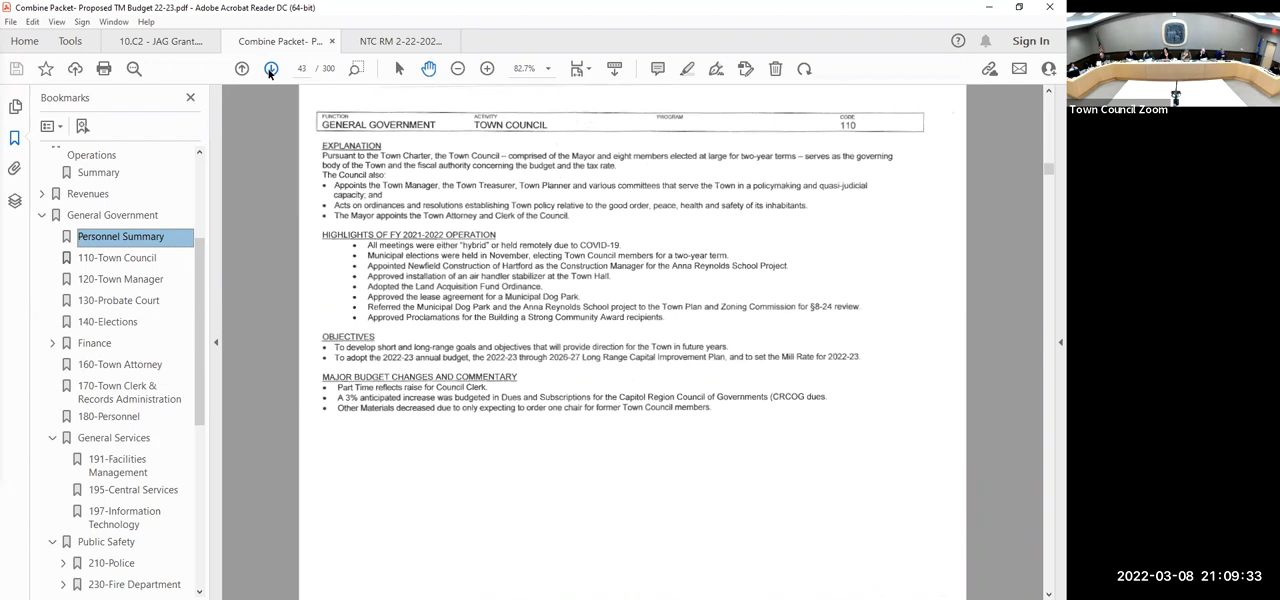 Combine Packet- Proposed TM Budget 22-23.pdf - Adobe Acrobat Reader DC (64-bit)
File Edit View Sign Window Help
Home Tools 10.C2 - JAG Grant... Combine Packet- P... × NTC RM 2-22-202... Sign In
43 / 300 82.7%
Bookmarks
Operations
Summary
Revenues
General Government
Personnel Summary
110-Town Council
120-Town Manager
130-Probate Court
140-Elections
Finance
160-Town Attorney
170-Town Clerk &
Records Administration
180-Personnel
General Services
191-Facilities
Management
195-Central Services
197-Information
Technology
Public Safety
210-Police
230-Fire Department
FUNCTION ACTIVITY PROGRAM CODE
GENERAL GOVERNMENT TOWN COUNCIL 110
EXPLANATION
Pursuant to the Town Charter, the Town Council – comprised of the Mayor and eight members elected at large for two-year terms – serves as the governing
body of the Town and the fiscal authority concerning the budget and the tax rate.
The Council also:
• Appoints the Town Manager, the Town Treasurer, Town Planner and various committees that serve the Town in a policymaking and quasi-judicial
capacity; and
• Acts on ordinances and resolutions establishing Town policy relative to the good order, peace, health and safety of its inhabitants.
• The Mayor appoints the Town Attorney and Clerk of the Council.
HIGHLIGHTS OF FY 2021-2022 OPERATION
• All meetings were either "hybrid" or held remotely due to COVID-19.
• Municipal elections were held in November, electing Town Council members for a two-year term.
• Appointed Newfield Construction of Hartford as the Construction Manager for the Anna Reynolds School Project.
• Approved installation of an air handler stabilizer at the Town Hall.
• Adopted the Land Acquisition Fund Ordinance.
• Approved the lease agreement for a Municipal Dog Park.
• Referred the Municipal Dog Park and the Anna Reynolds School project to the Town Plan and Zoning Commission for §8-24 review.
• Approved Proclamations for the Building a Strong Community Award recipients.
OBJECTIVES
• To develop short and long-range goals and objectives that will provide direction for the Town in future years.
• To adopt the 2022-23 annual budget, the 2022-23 through 2026-27 Long Range Capital Improvement Plan, and to set the Mill Rate for 2022-23.
MAJOR BUDGET CHANGES AND COMMENTARY
• Part Time reflects raise for Council Clerk.
• A 3% anticipated increase was budgeted in Dues and Subscriptions for the Capitol Region Council of Governments (CRCOG dues.
• Other Materials decreased due to only expecting to order one chair for former Town Council members.
Town Council Zoom
2022-03-08 21:09:33